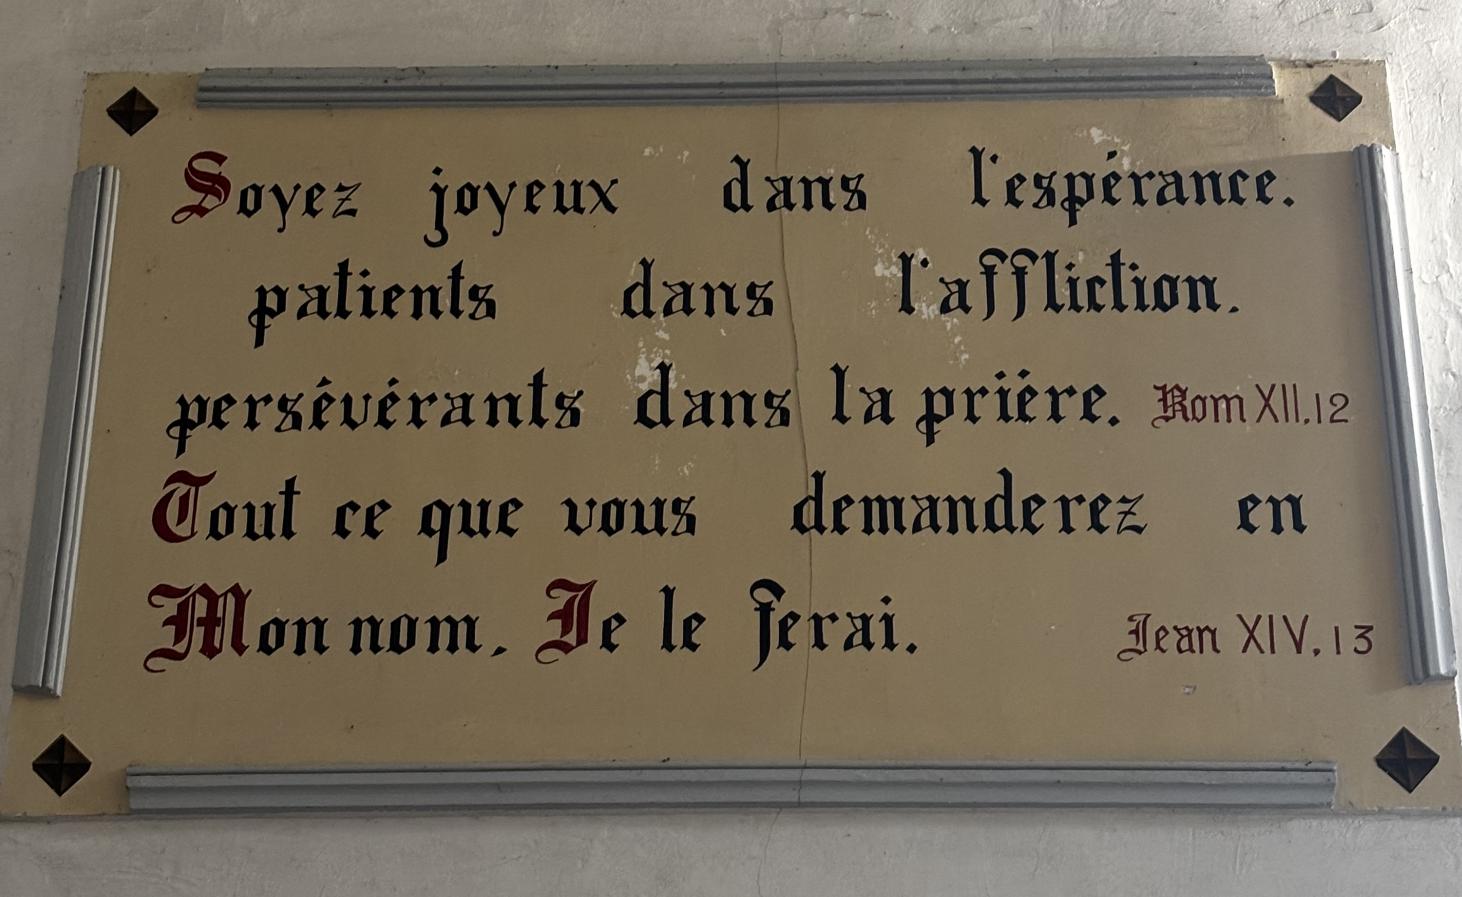 Soyez joyeux dans l'espérance.
patients dans l'affliction.
persévérants dans la priére. Rom XII.12
Tout ce que vous demanderez en
Mon nom. Je le ferai. Jean XIV.13